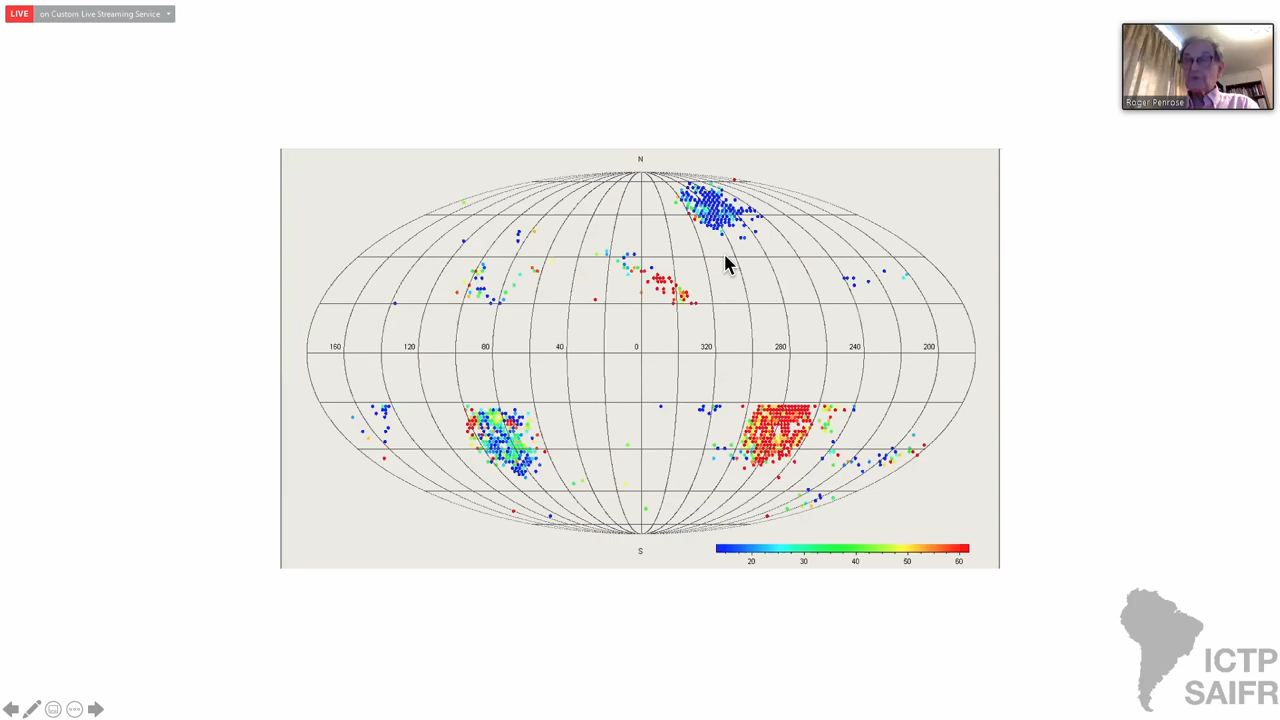 LIVE on Custom Live Streaming Service
Roger Penrose
N
160 120 80 40 0 320 280 240 200
S
20 30 40 50 60
ICTP
SAIFR